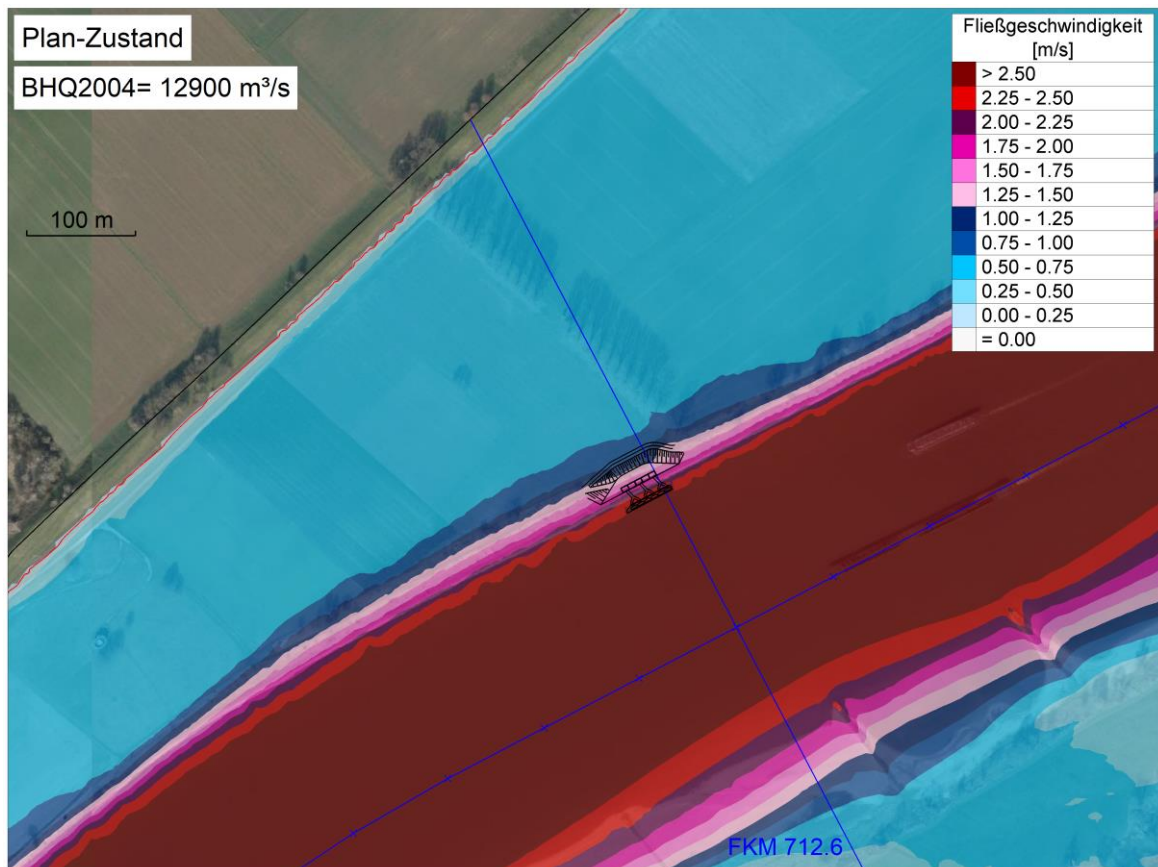 Plan-Zustand
BHQ2004= 12900 m³/s
100 m
Fließgeschwindigkeit
[m/s]
> 2.50
2.25 - 2.50
2.00 - 2.25
1.75 - 2.00
1.50 - 1.75
1.25 - 1.50
1.00 - 1.25
0.75 - 1.00
0.50 - 0.75
0.25 - 0.50
0.00 - 0.25
= 0.00
FKM 712.6